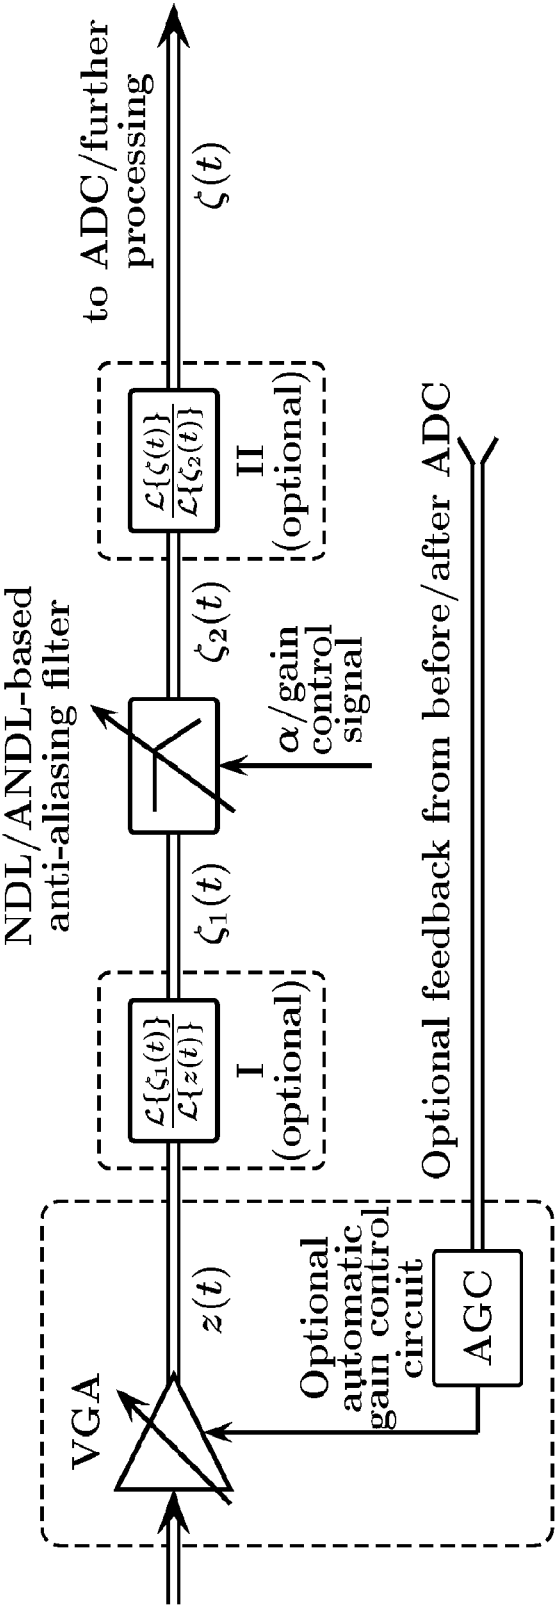 VGA
z(t)
Optional
automatic
gain control
circuit
AGC
ℒ{ζ₁(t)}
ℒ{z(t)}
I
(optional)
ζ₁(t)
NDL/ANDL-based
anti-aliasing filter
α/gain
control
signal
ζ₂(t)
ℒ{ζ(t)}
ℒ{ζ₂(t)}
II
(optional)
to ADC/further
processing
ζ(t)
Optional feedback from before/after ADC